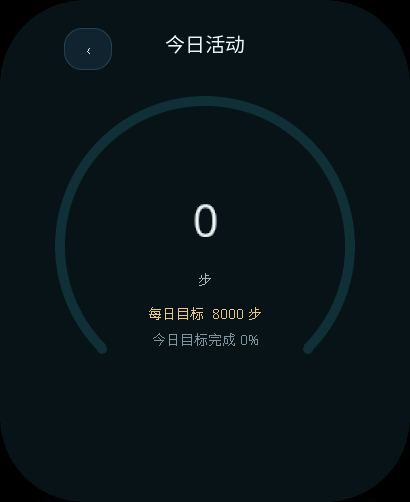 ‹ 今日活动
0
步
每日目标 8000 步
今日目标完成 0%